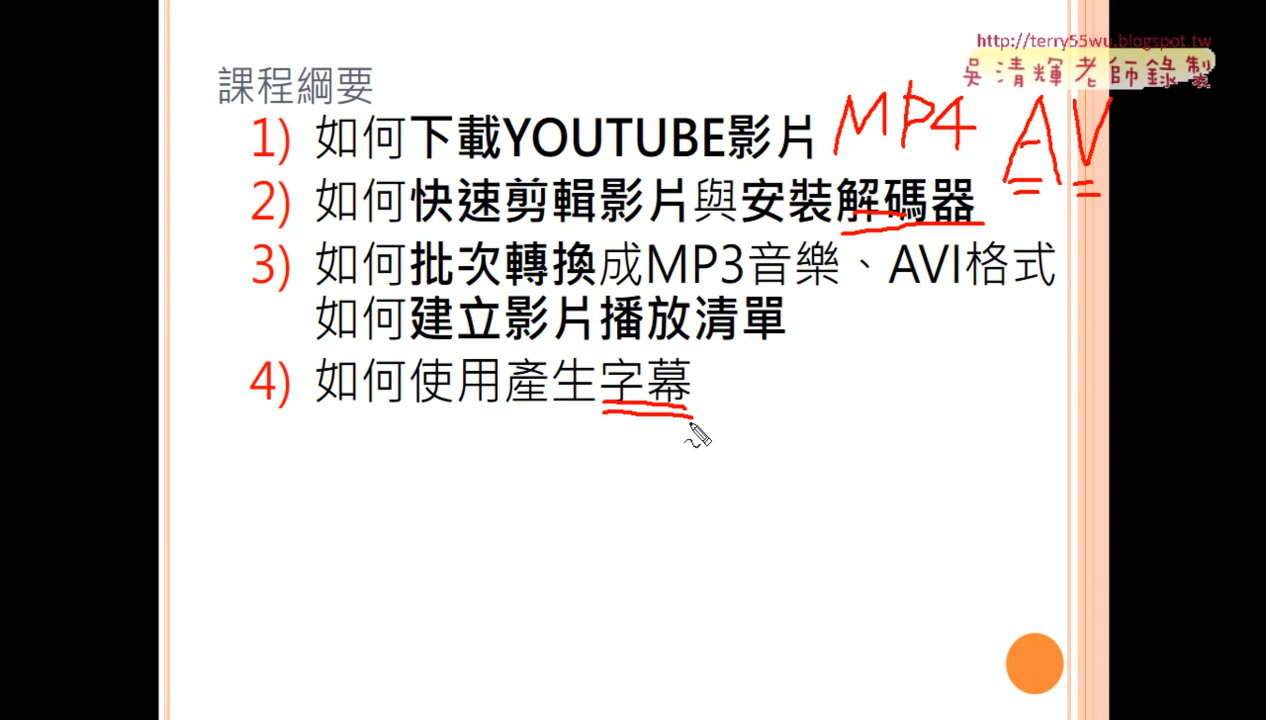 http://terry55wu.blogspot.tw
吳清輝老師錄製
課程綱要
1) 如何下載YOUTUBE影片 MP4 AV
2) 如何快速剪輯影片與安裝解碼器
3) 如何批次轉換成MP3音樂、AVI格式
如何建立影片播放清單
4) 如何使用產生字幕